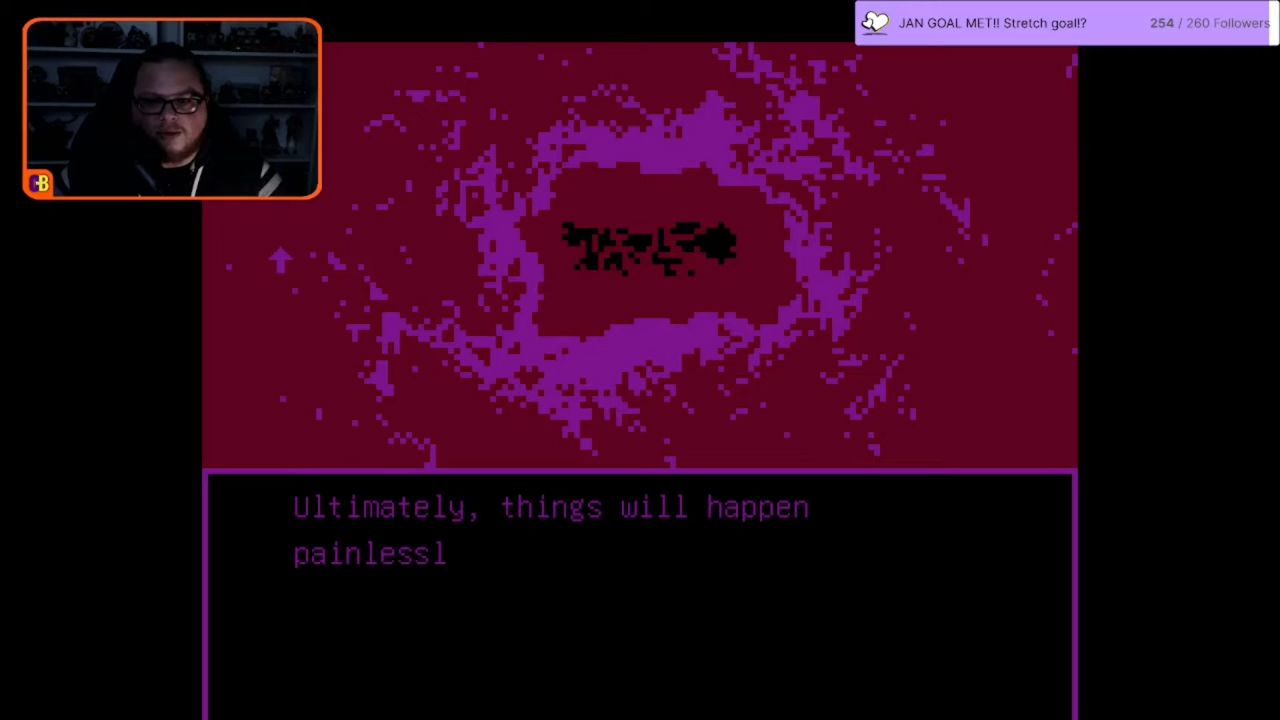 JAN GOAL MET!! Stretch goal!? 254 / 260 Followers
B
Ultimately, things will happen
painlessl